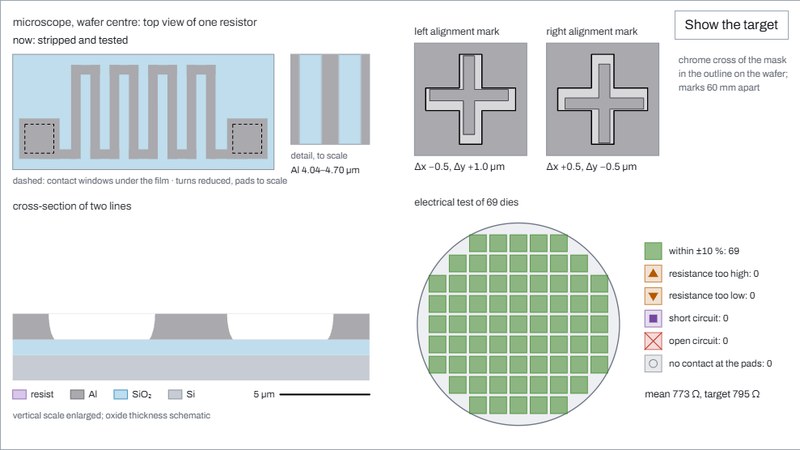 microscope, wafer centre: top view of one resistor
now: stripped and tested
detail, to scale
Al 4.04–4.70 µm
dashed: contact windows under the film · turns reduced, pads to scale
cross-section of two lines
resist
Al
SiO₂
Si
5 µm
vertical scale enlarged; oxide thickness schematic
left alignment mark
right alignment mark
Δx −0.5, Δy +1.0 µm
Δx +0.5, Δy −0.5 µm
Show the target
chrome cross of the mask
in the outline on the wafer;
marks 60 mm apart
electrical test of 69 dies
within ±10 %: 69
resistance too high: 0
resistance too low: 0
short circuit: 0
open circuit: 0
no contact at the pads: 0
mean 773 Ω, target 795 Ω